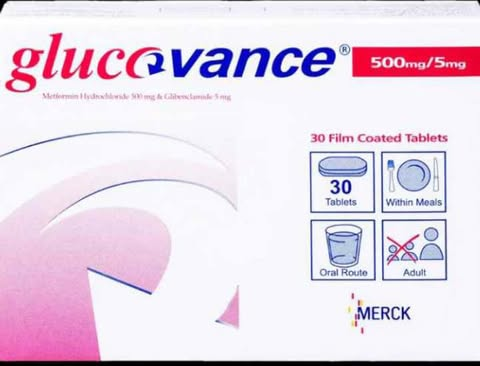 glucovance®
500mg/5mg
Metformin Hydrochloride 500 mg & Glibenclamide 5 mg
30 Film Coated Tablets
30
Tablets
Within Meals
Oral Route
Adult
MERCK